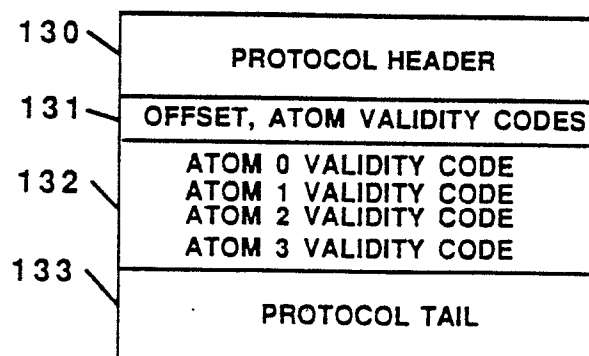 130
PROTOCOL HEADER
131
OFFSET, ATOM VALIDITY CODES
132
ATOM 0 VALIDITY CODE
ATOM 1 VALIDITY CODE
ATOM 2 VALIDITY CODE
ATOM 3 VALIDITY CODE
133
PROTOCOL TAIL